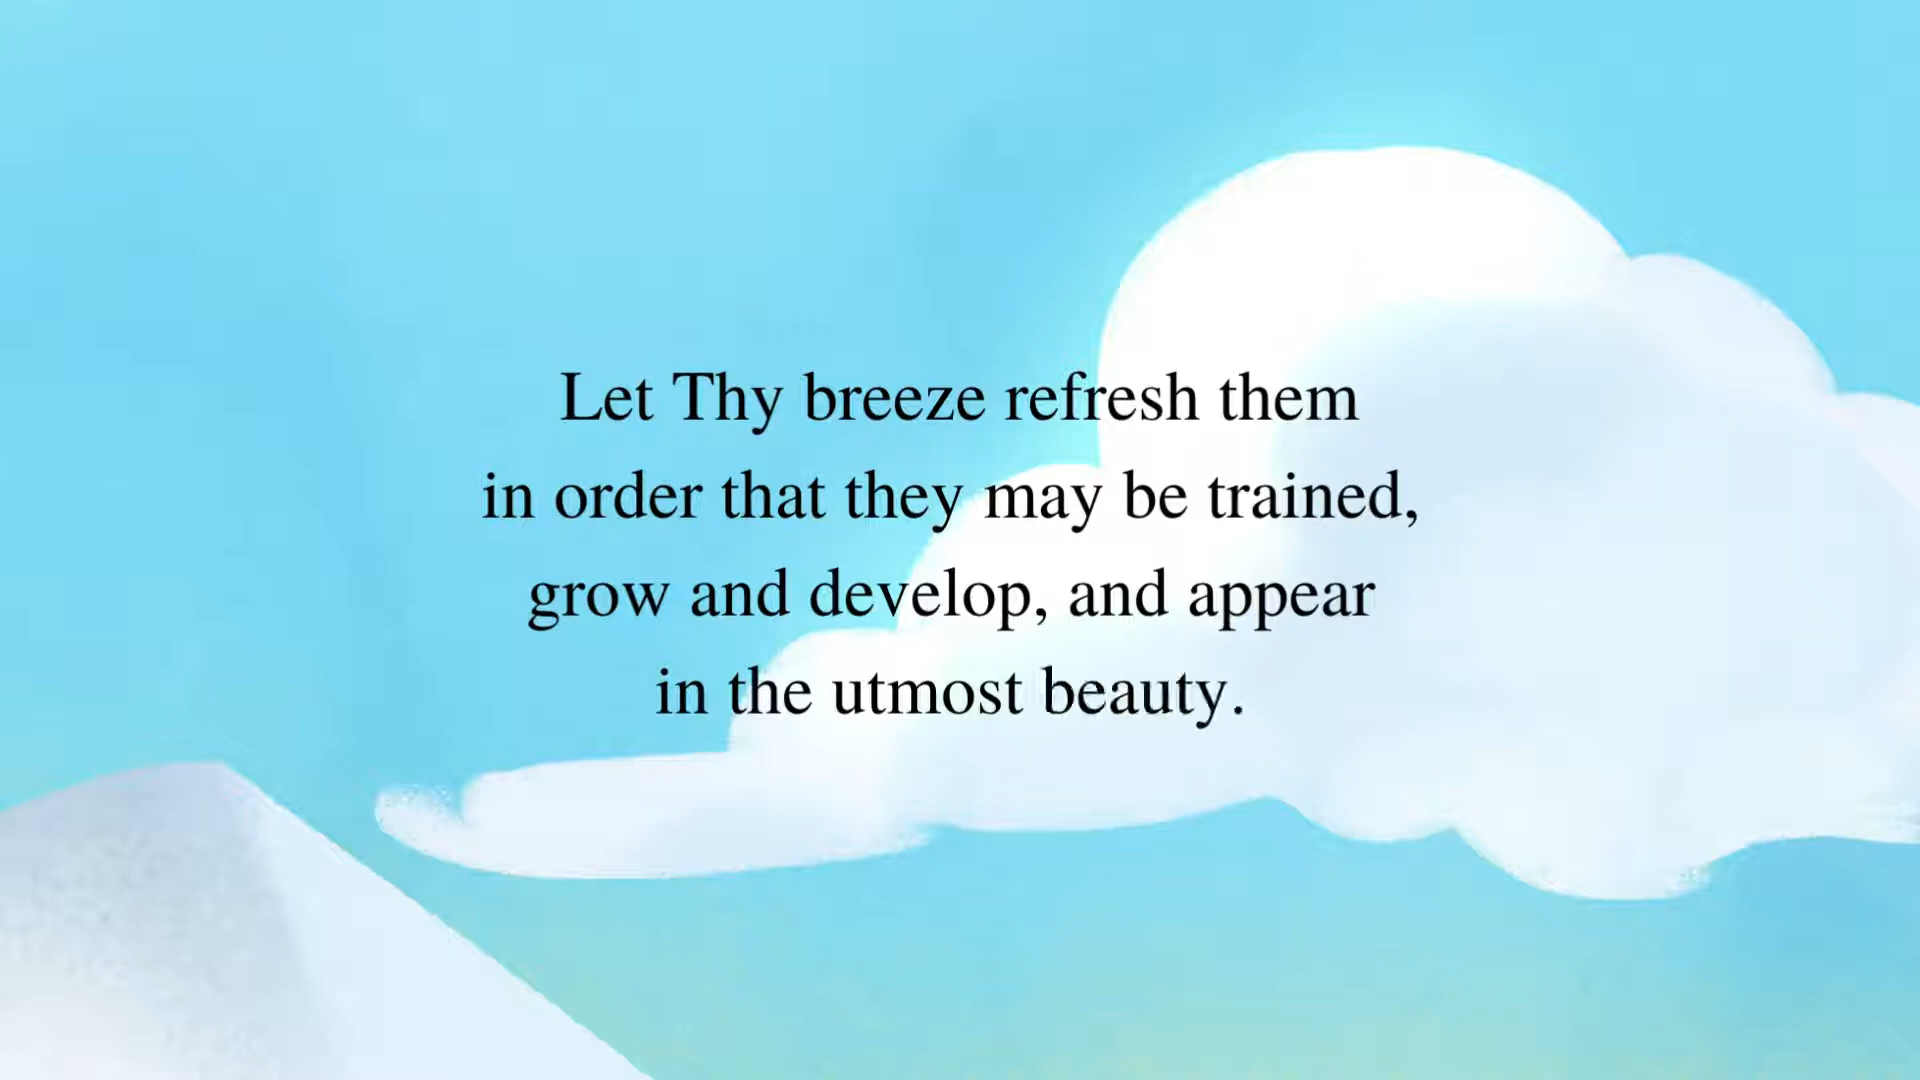 Let Thy breeze refresh them
in order that they may be trained,
grow and develop, and appear
in the utmost beauty.